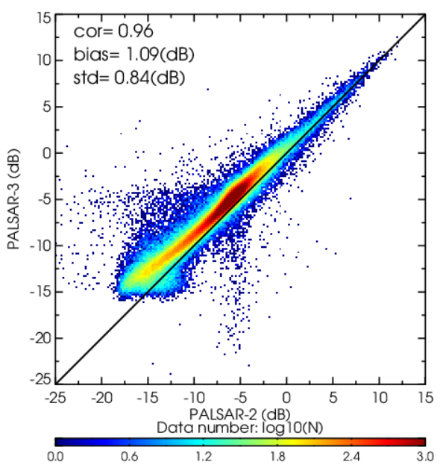 15
cor= 0.96
bias= 1.09(dB)
std= 0.84(dB)
10
5
0
-5
-10
-15
-20
-25
PALSAR-3 (dB)
-25 -20 -15 -10 -5 0 5 10 15
PALSAR-2 (dB)
Data number: log10(N)
0.0 0.6 1.2 1.8 2.4 3.0